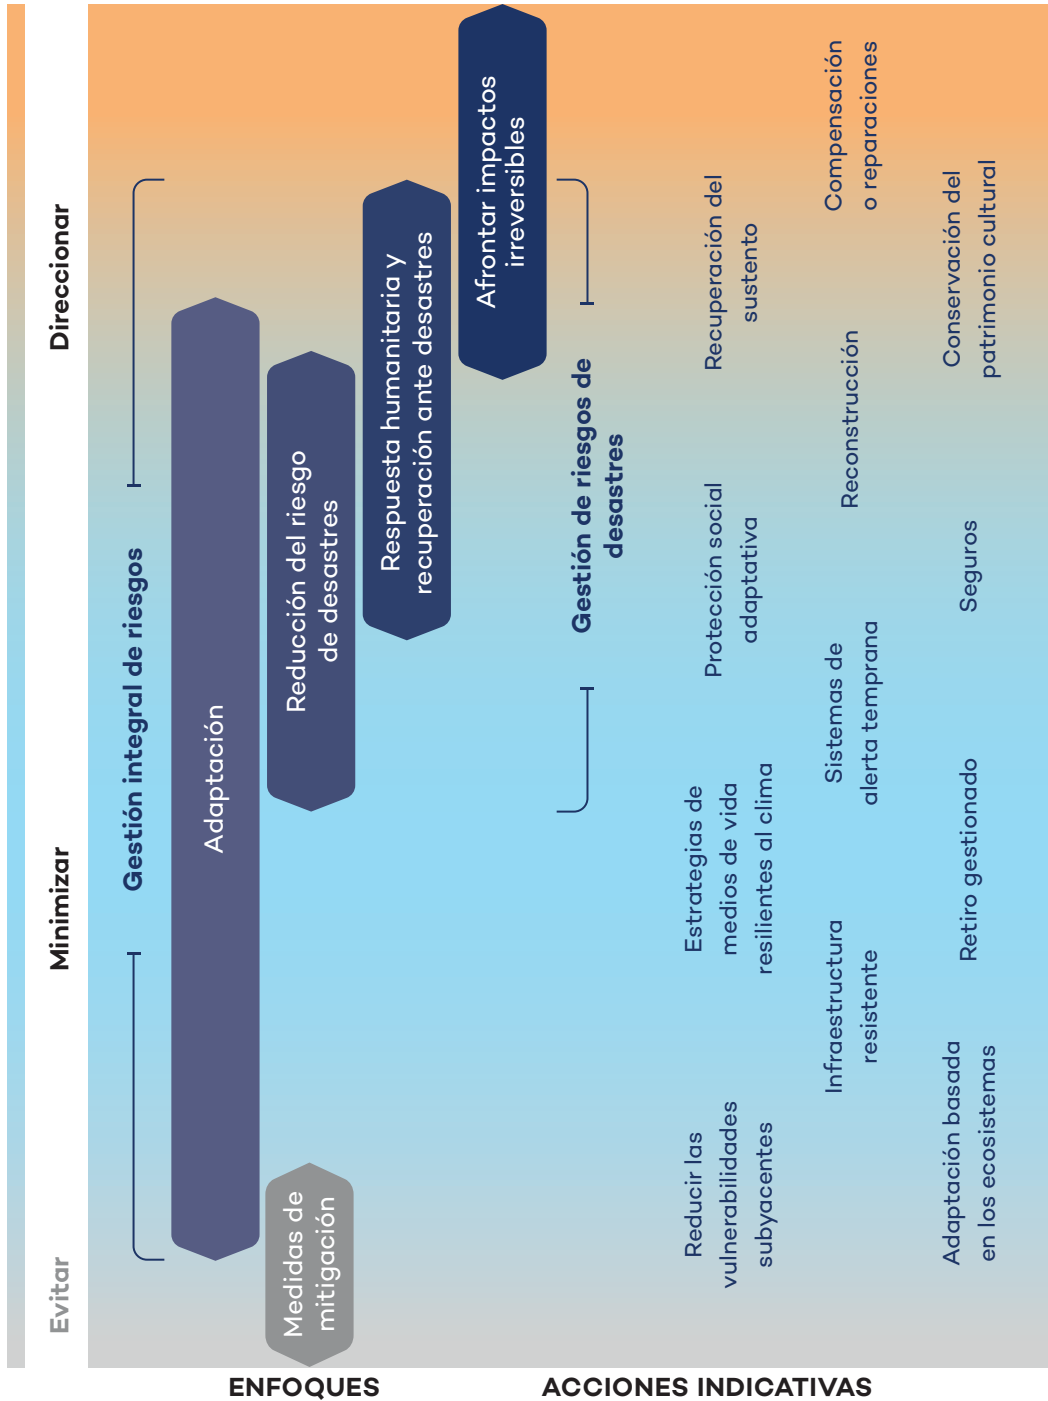 Evitar
Minimizar
Direccionar
Gestión integral de riesgos
Adaptación
Medidas de
mitigación
Reducción del riesgo
de desastres
Respuesta humanitaria y
recuperación ante desastres
Afrontar impactos
irreversibles
Gestión de riesgos de
desastres
Reducir las
vulnerabilidades
subyacentes
Estrategias de
medios de vida
resilientes al clima
Protección social
adaptativa
Recuperación del
sustento
Infraestructura
resistente
Sistemas de
alerta temprana
Reconstrucción
Compensación
o reparaciones
Adaptación basada
en los ecosistemas
Retiro gestionado
Seguros
Conservación del
patrimonio cultural
ENFOQUES
ACCIONES INDICATIVAS